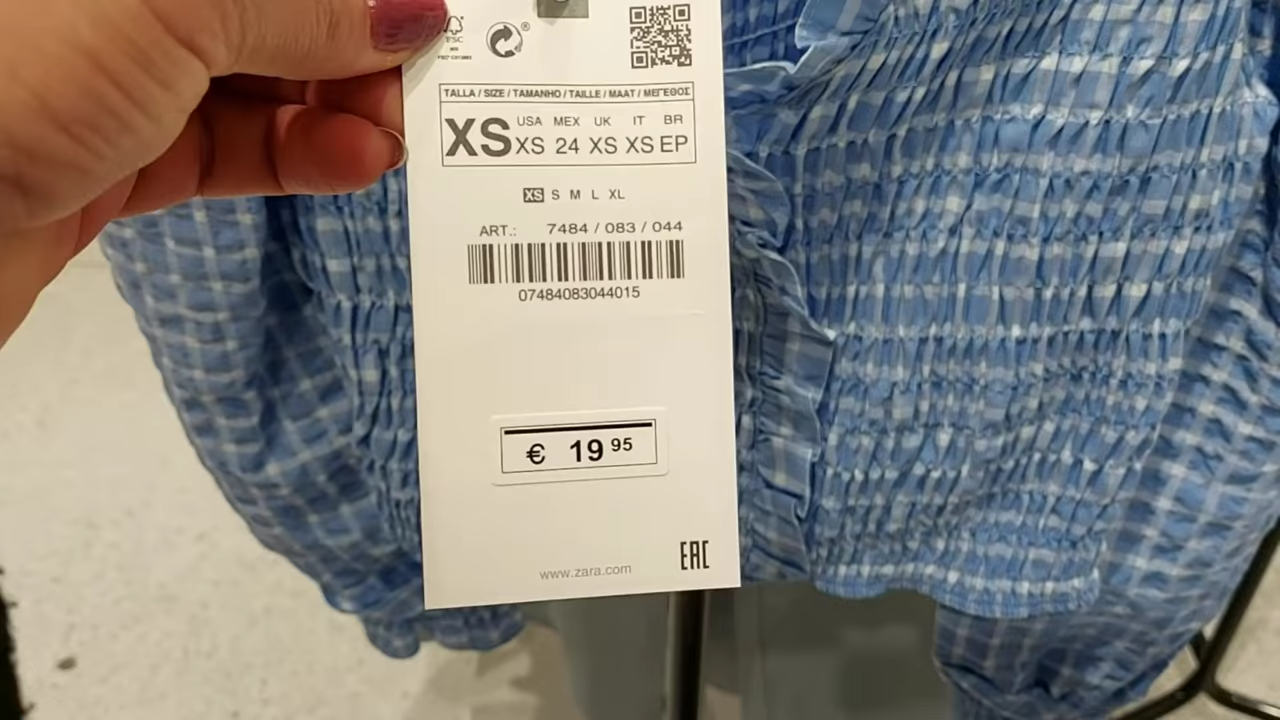 FSC
TALLA / SIZE / TAMANHO / TAILLE / MAAT / ΜΕΓΕΘΟΣ
XS
USA MEX UK IT BR
XS 24 XS XS EP
XS S M L XL
ART.: 7484 / 083 / 044
07484083044015
€ 19 95
www.zara.com
EAC